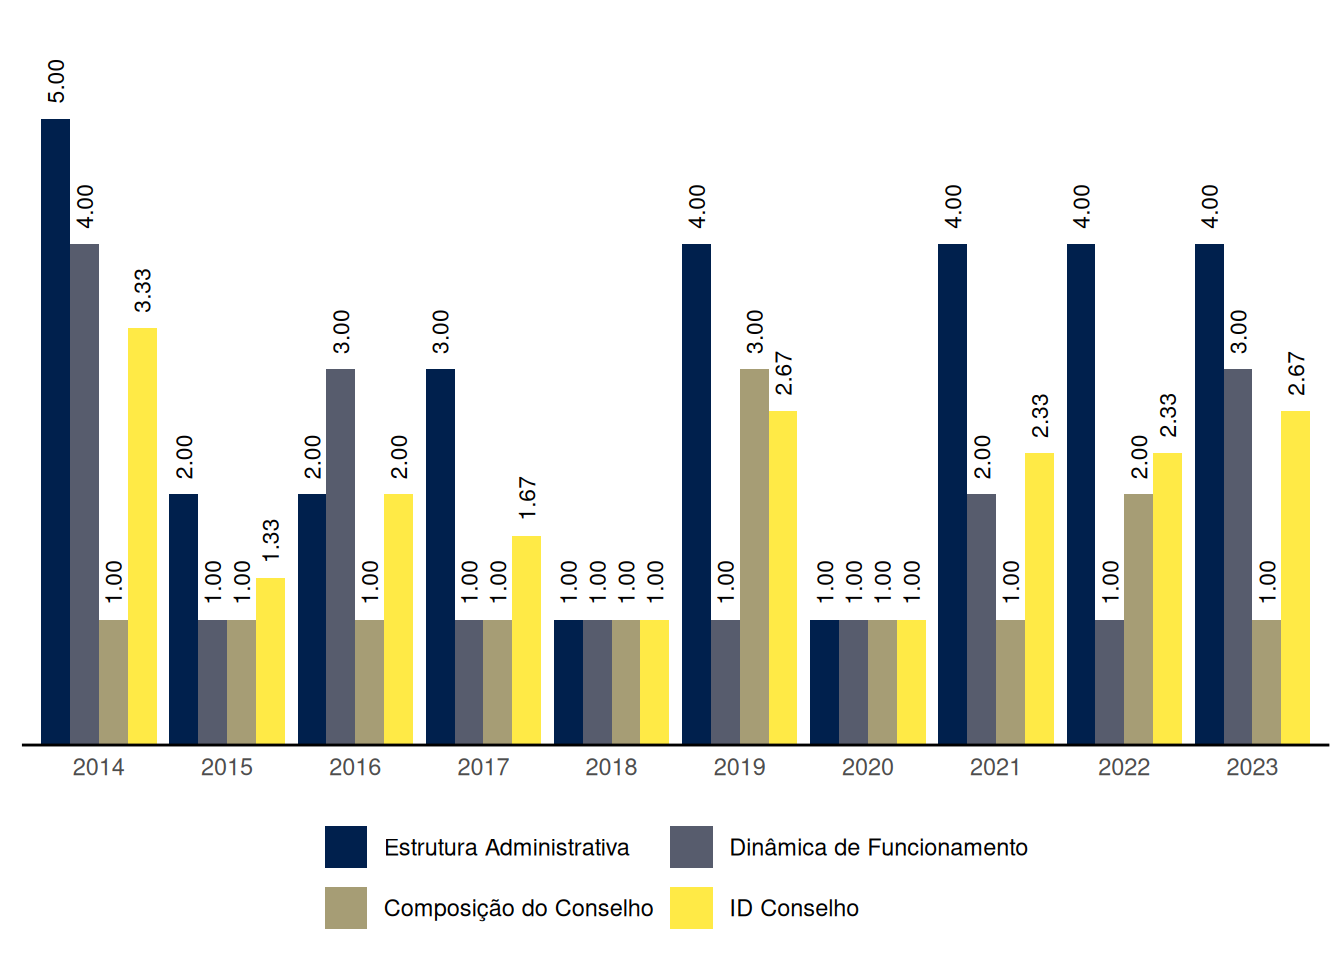 5.00 4.00 1.00 3.33
2.00 1.00 1.00 1.33
2.00 3.00 1.00 2.00
3.00 1.00 1.00 1.67
1.00 1.00 1.00 1.00
4.00 1.00 3.00 2.67
1.00 1.00 1.00 1.00
4.00 2.00 1.00 2.33
4.00 1.00 2.00 2.33
4.00 3.00 1.00 2.67
2014 2015 2016 2017 2018 2019 2020 2021 2022 2023
Estrutura Administrativa Dinâmica de Funcionamento
Composição do Conselho ID Conselho